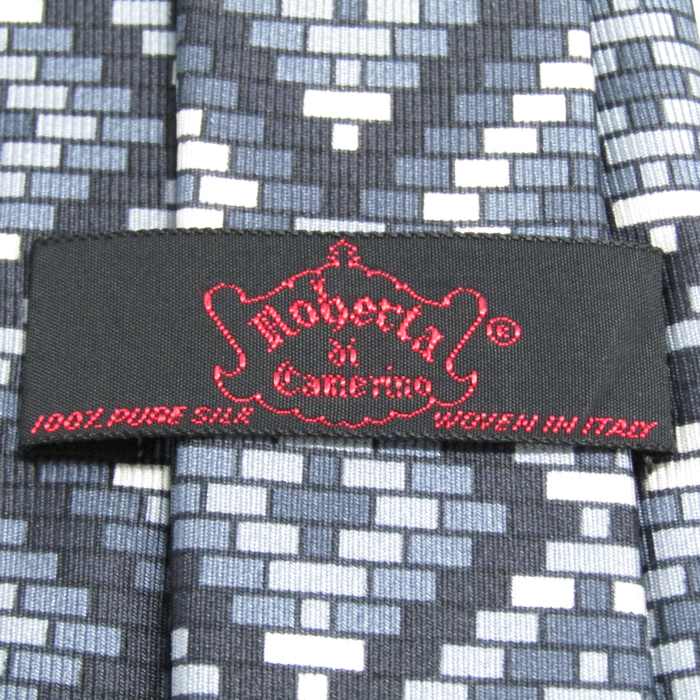 Roberta ®
di
Camerino
100% PURE SILK WOVEN IN ITALY